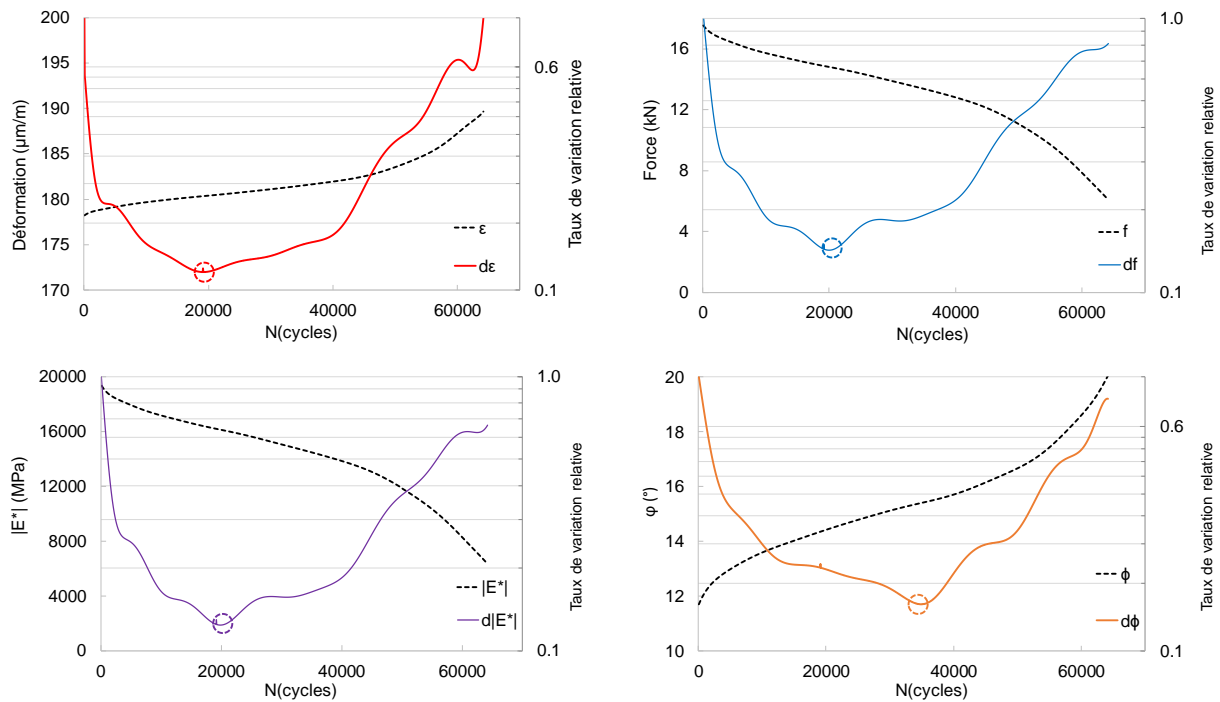 200
195
190
185
180
175
170
Déformation (µm/m)
0.6
0.1
Taux de variation relative
ε
dε
0
20000
40000
60000
N(cycles)
16
12
8
4
0
Force (kN)
1.0
0.1
Taux de variation relative
f
df
0
20000
40000
60000
N(cycles)
20000
16000
12000
8000
4000
0
|E*| (MPa)
1.0
0.1
Taux de variation relative
|E*|
d|E*|
0
20000
40000
60000
N(cycles)
20
18
16
14
12
10
φ (°)
0.6
0.1
Taux de variation relative
ϕ
dϕ
0
20000
40000
60000
N(cycles)